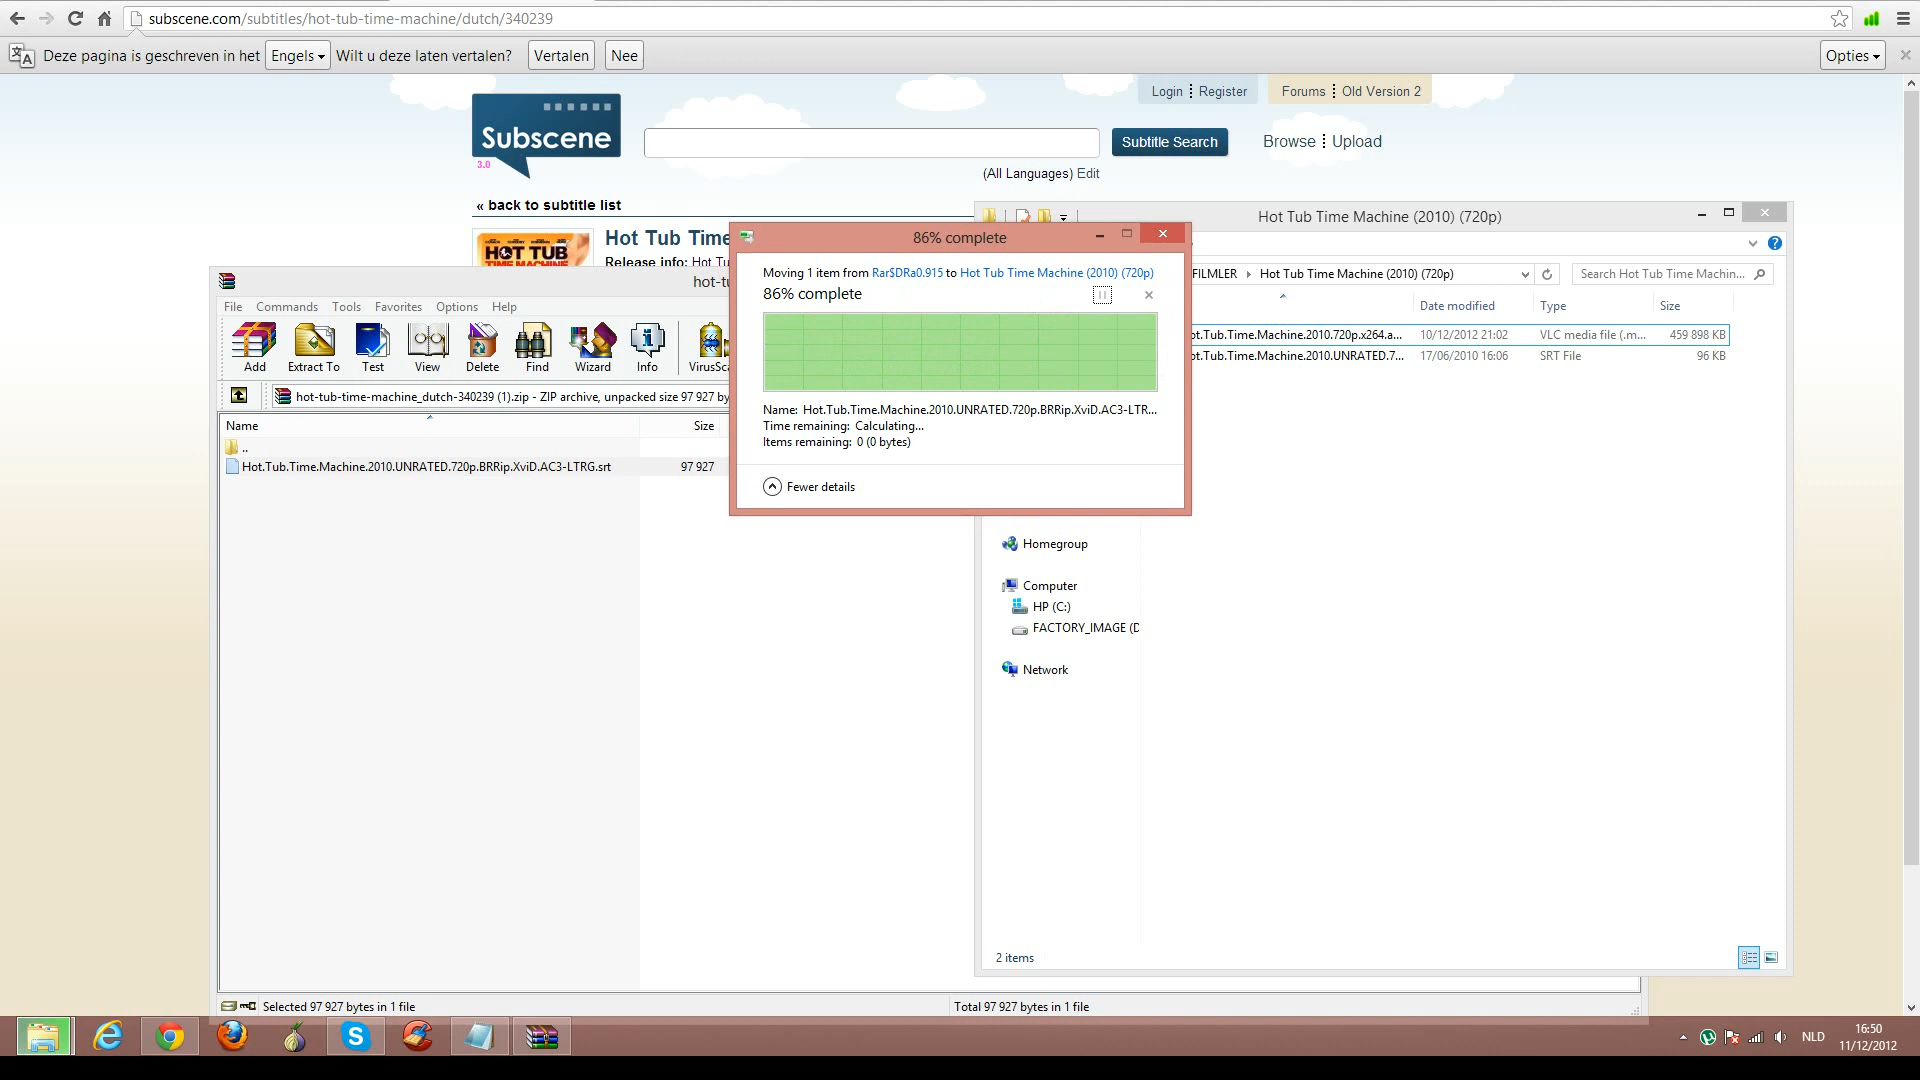 subscene.com/subtitles/hot-tub-time-machine/dutch/340239
Deze pagina is geschreven in het Engels Wilt u deze laten vertalen? Vertalen Nee Opties
Login Register Forums Old Version 2
Subscene
3.0
Subtitle Search
Browse Upload
(All Languages) Edit
« back to subtitle list
HOT TUB
TIME MACHINE
Hot Tub Time
Release info: Hot Tu
Hot Tub Time Machine (2010) (720p)
FILMLER Hot Tub Time Machine (2010) (720p) Search Hot Tub Time Machin...
Date modified Type Size
ot.Tub.Time.Machine.2010.720p.x264.a... 10/12/2012 21:02 VLC media file (.m... 459 898 KB
ot.Tub.Time.Machine.2010.UNRATED.7... 17/06/2010 16:06 SRT File 96 KB
Homegroup
Computer
HP (C:)
FACTORY_IMAGE (D
Network
2 items
86% complete
Moving 1 item from Rar$DRa0.915 to Hot Tub Time Machine (2010) (720p)
86% complete
Name: Hot.Tub.Time.Machine.2010.UNRATED.720p.BRRip.XviD.AC3-LTR...
Time remaining: Calculating...
Items remaining: 0 (0 bytes)
Fewer details
hot-tu
File Commands Tools Favorites Options Help
Add Extract To Test View Delete Find Wizard Info VirusSca
hot-tub-time-machine_dutch-340239 (1).zip - ZIP archive, unpacked size 97 927 by
Name Size
..
Hot.Tub.Time.Machine.2010.UNRATED.720p.BRRip.XviD.AC3-LTRG.srt 97 927
Selected 97 927 bytes in 1 file Total 97 927 bytes in 1 file
NLD
16:50
11/12/2012